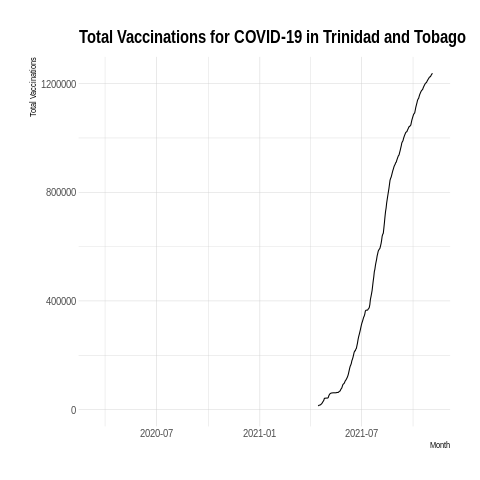 Total Vaccinations for COVID-19 in Trinidad and Tobago
Total Vaccinations
1200000
800000
400000
0
2020-07
2021-01
2021-07
Month